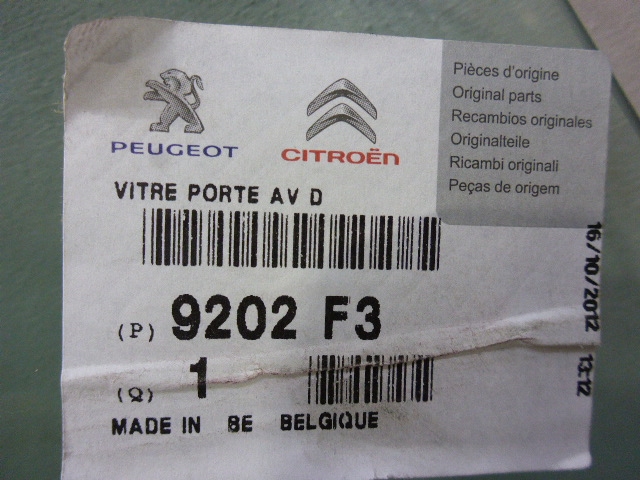 PEUGEOT
CITROËN
Pièces d'origine
Original parts
Recambios originales
Originalteile
Ricambi originali
Peças de origem
VITRE PORTE AV D
(P) 9202 F3
(Q) 1
MADE IN BE BELGIQUE
16/10/2012 13:12